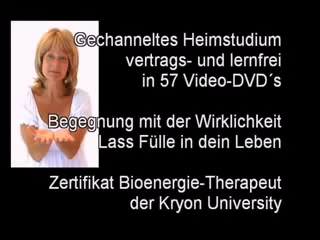 Gechanneltes Heimstudium
vertrags- und lernfrei
in 57 Video-DVD´s
Begegnung mit der Wirklichkeit
Lass Fülle in dein Leben
Zertifikat Bioenergie-Therapeut
der Kryon University